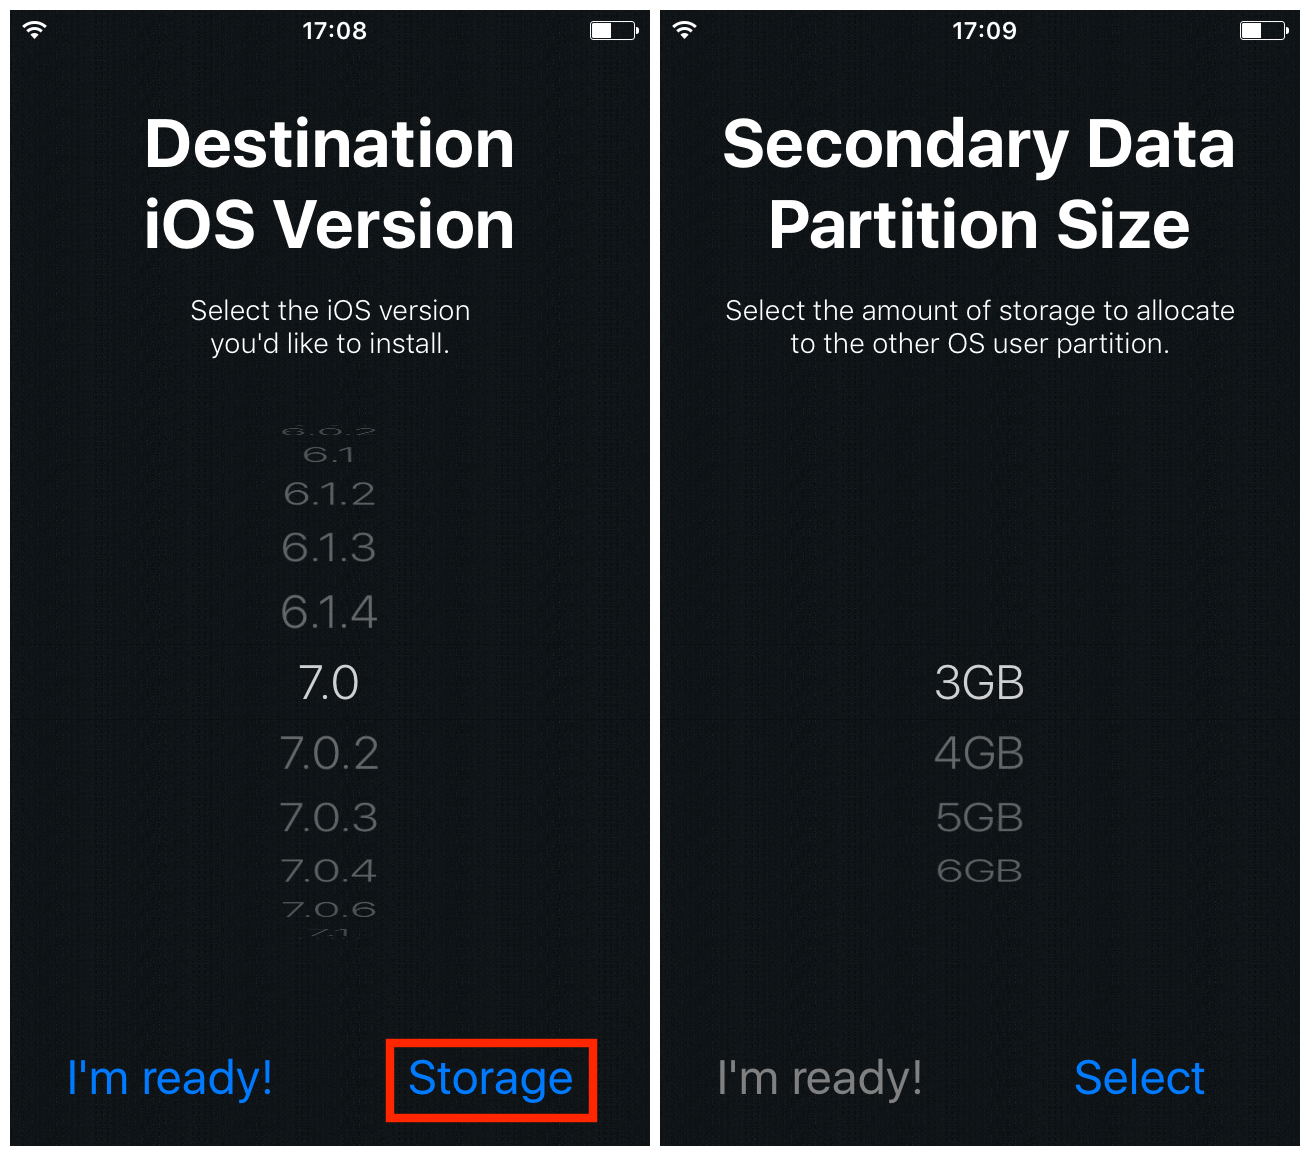 17:08
Destination
iOS Version
Select the iOS version
you'd like to install.
6.0.2
6.1
6.1.2
6.1.3
6.1.4
7.0
7.0.2
7.0.3
7.0.4
7.0.6
7.1
I'm ready!
Storage
17:09
Secondary Data
Partition Size
Select the amount of storage to allocate
to the other OS user partition.
3GB
4GB
5GB
6GB
I'm ready!
Select